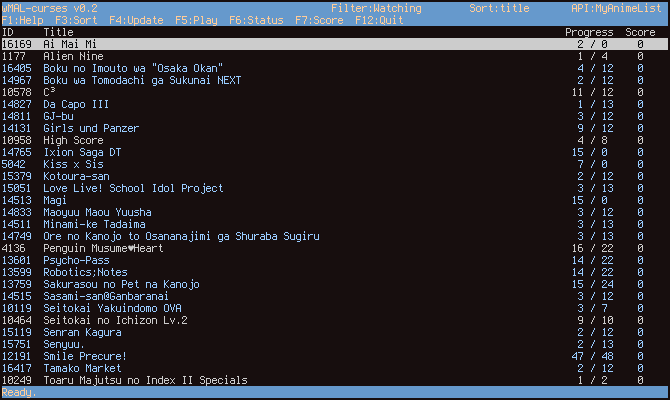 wMAL-curses v0.2 Filter:Watching Sort:title API:MyAnimeList
F1:Help F3:Sort F4:Update F5:Play F6:Status F7:Score F12:Quit
ID Title Progress Score
16169 Ai Mai Mi 2 / 0 0
1177 Alien Nine 1 / 4 0
16405 Boku no Imouto wa "Osaka Okan" 4 / 12 0
14967 Boku wa Tomodachi ga Sukunai NEXT 2 / 12 0
10578 C³ 11 / 12 0
14827 Da Capo III 1 / 13 0
14811 GJ-bu 3 / 12 0
14131 Girls und Panzer 9 / 12 0
10958 High Score 4 / 8 0
14765 Ixion Saga DT 15 / 0 0
5042 Kiss x Sis 7 / 0 0
15379 Kotoura-san 2 / 12 0
15051 Love Live! School Idol Project 3 / 13 0
14513 Magi 15 / 0 0
14833 Maoyuu Maou Yuusha 3 / 12 0
14511 Minami-ke Tadaima 3 / 13 0
14749 Ore no Kanojo to Osananajimi ga Shuraba Sugiru 3 / 13 0
4136 Penguin Musume♥Heart 16 / 22 0
13601 Psycho-Pass 14 / 22 0
13599 Robotics;Notes 14 / 22 0
13759 Sakurasou no Pet na Kanojo 15 / 24 0
14515 Sasami-san@Ganbaranai 3 / 12 0
10119 Seitokai Yakuindomo OVA 3 / 7 0
10464 Seitokai no Ichizon Lv.2 9 / 10 0
15119 Senran Kagura 2 / 12 0
15751 Senyuu. 2 / 13 0
12191 Smile Precure! 47 / 48 0
16417 Tamako Market 2 / 12 0
10249 Toaru Majutsu no Index II Specials 1 / 2 0
Ready.